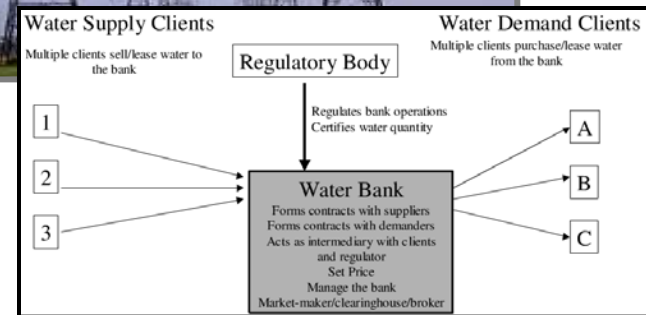 Water Supply Clients
Multiple clients sell/lease water to
the bank
Water Demand Clients
Multiple clients purchase/lease water
from the bank
Regulatory Body
Regulates bank operations
Certifies water quantity
1
2
3
Water Bank
Forms contracts with suppliers
Forms contracts with demanders
Acts as intermediary with clients
and regulator
Set Price
Manage the bank
Market-maker/clearinghouse/broker
A
B
C